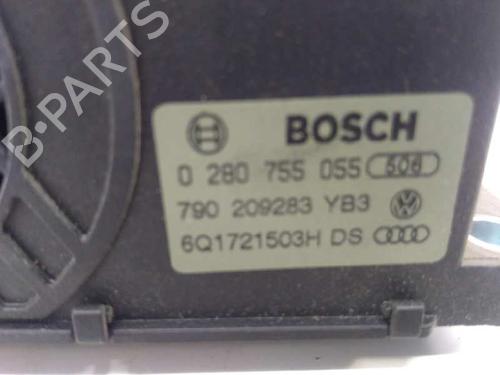 B-PARTS
BOSCH
0 280 755 055 506
790 209283 YB3
6Q1721503H DS